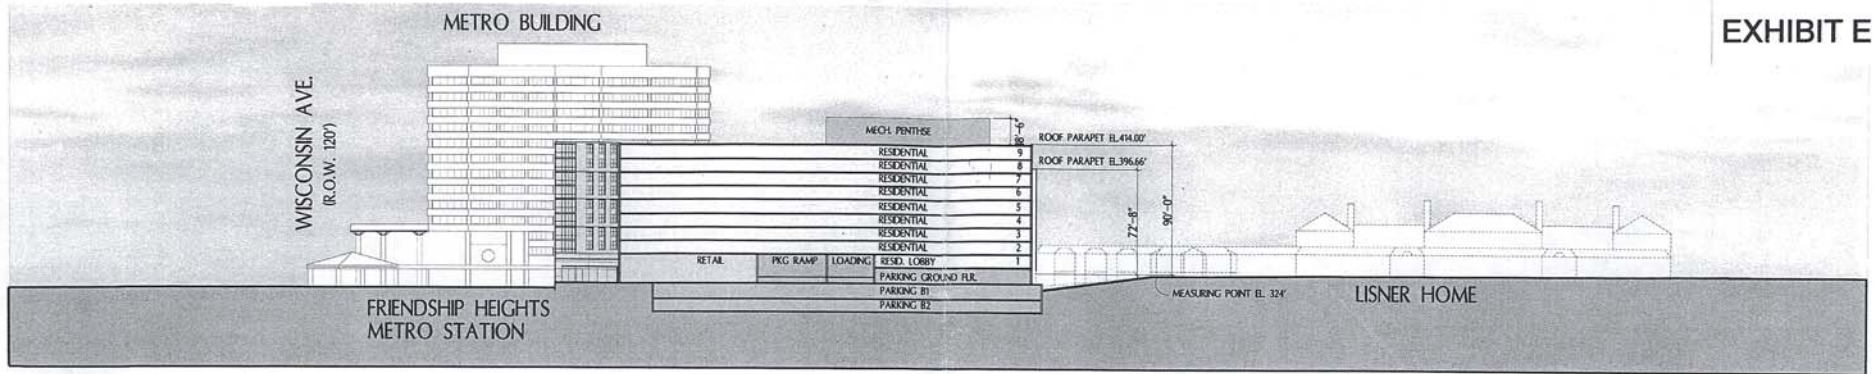 METRO BUILDING
EXHIBIT E
WISCONSIN AVE.
(R.O.W. 120')
MECH. PENTHSE
18'-6"
ROOF PARAPET EL.414.00'
ROOF PARAPET EL.396.66'
RESIDENTIAL 9
RESIDENTIAL 8
RESIDENTIAL 7
RESIDENTIAL 6
RESIDENTIAL 5
RESIDENTIAL 4
RESIDENTIAL 3
RESIDENTIAL 2
72'-8"
90'-0"
RETAIL
PKG RAMP
LOADING
RESID. LOBBY 1
PARKING GROUND FLR.
PARKING B1
PARKING B2
MEASURING POINT EL. 324'
LISNER HOME
FRIENDSHIP HEIGHTS
METRO STATION